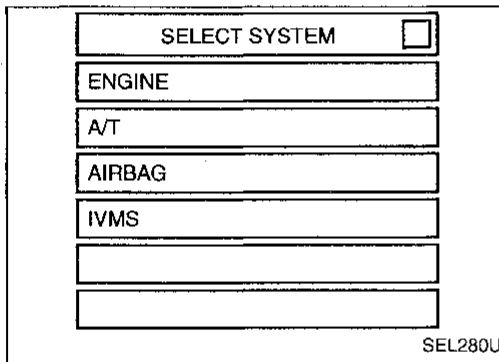 SELECT SYSTEM
ENGINE
A/T
AIRBAG
IVMS
SEL280U